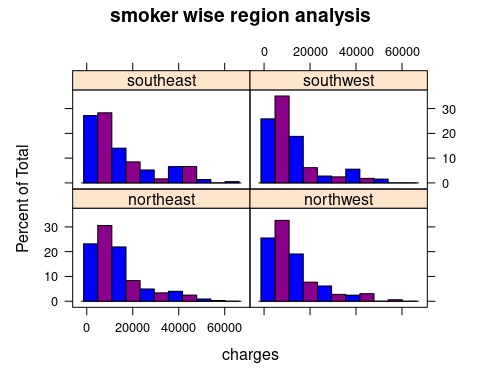 smoker wise region analysis
0 20000 40000 60000
southeast southwest
30
20
10
0
northeast northwest
30
20
10
0
0 20000 40000 60000
Percent of Total
charges